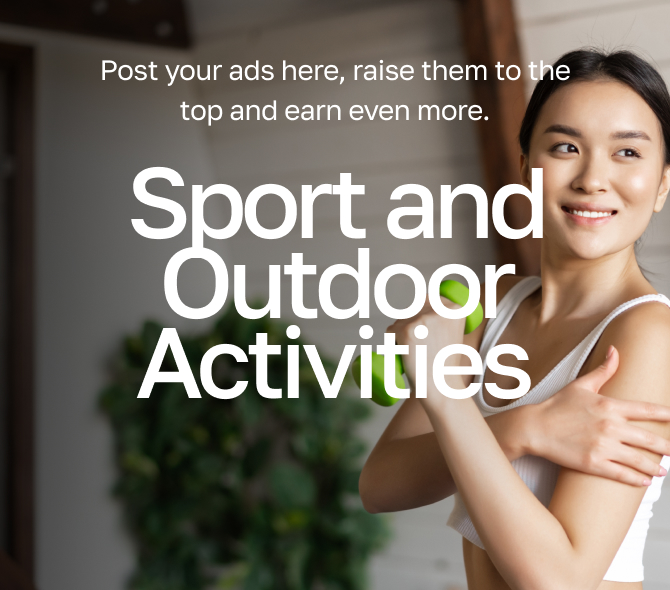 Post your ads here, raise them to the
top and earn even more.
Sport and
Outdoor
Activities